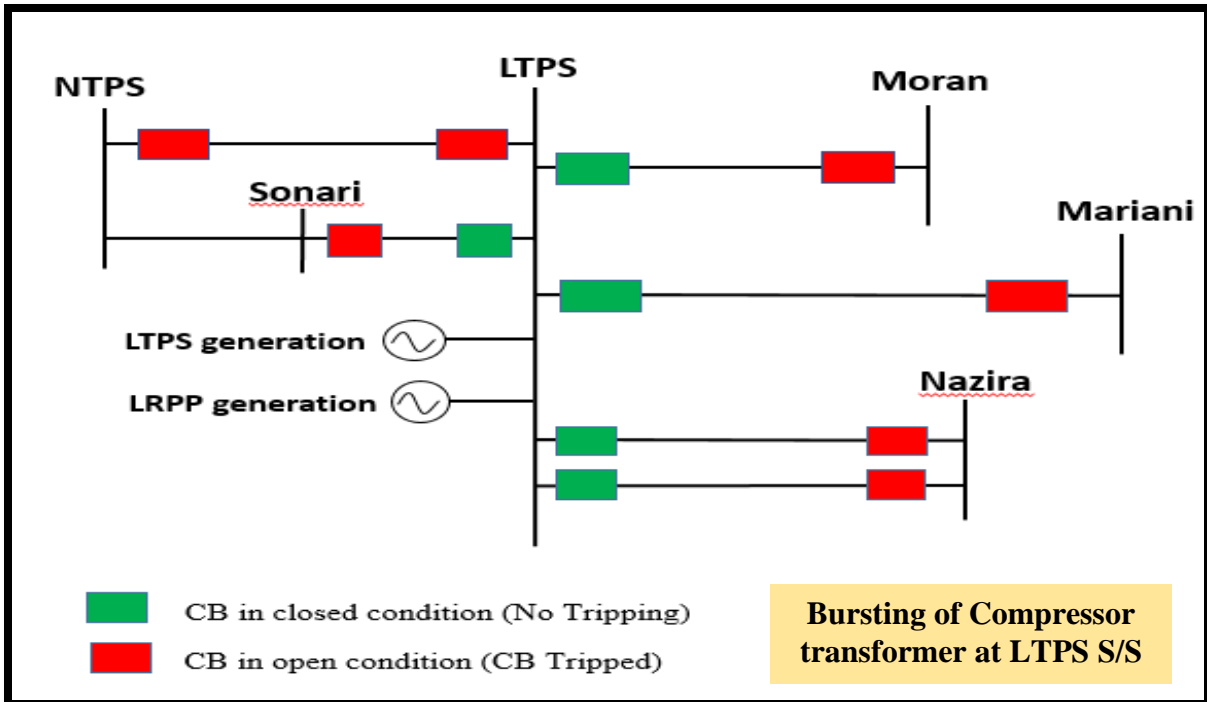 LTPS
NTPS
Moran
Sonari
Mariani
LTPS generation
LRPP generation
Nazira
CB in closed condition (No Tripping)
CB in open condition (CB Tripped)
Bursting of Compressor
transformer at LTPS S/S